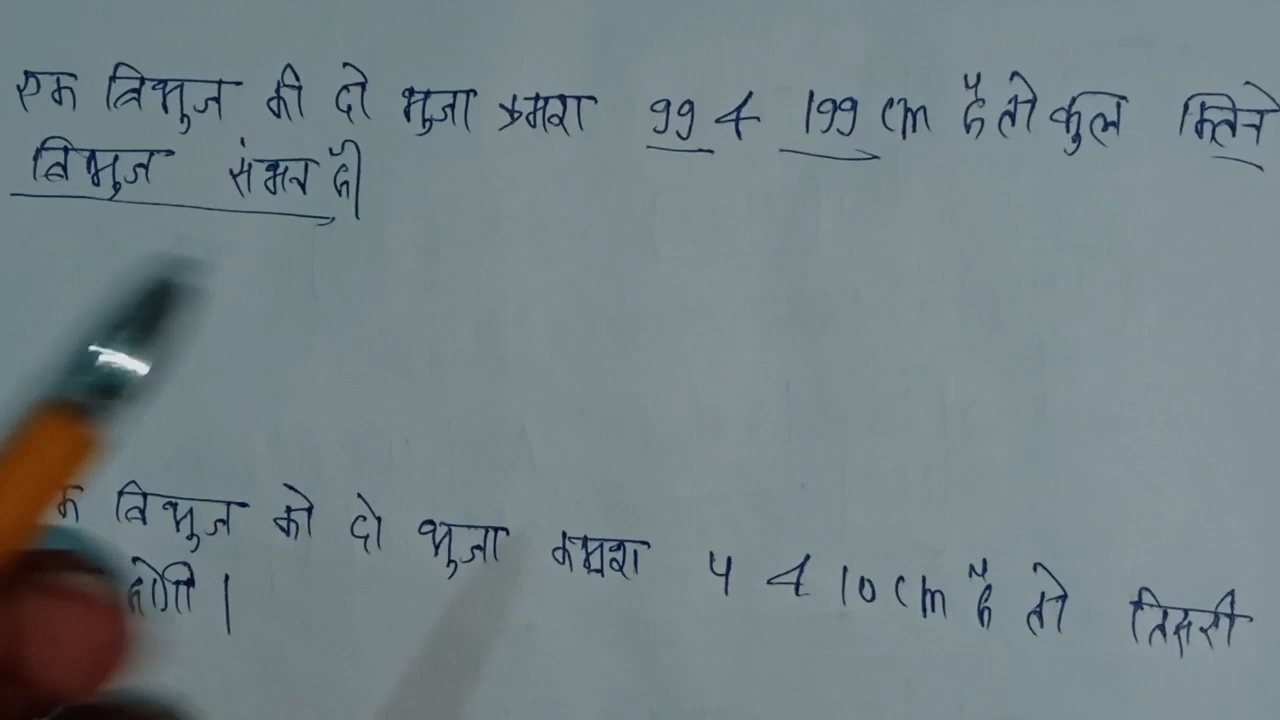 एक त्रिभुज की दो भुजा क्रमश 99 व 199 cm है तो कुल कितने
त्रिभुज संभव है
त्रिभुज की दो भुजा क्रमश 4 व 10 cm है तो तिसरी
होगी।